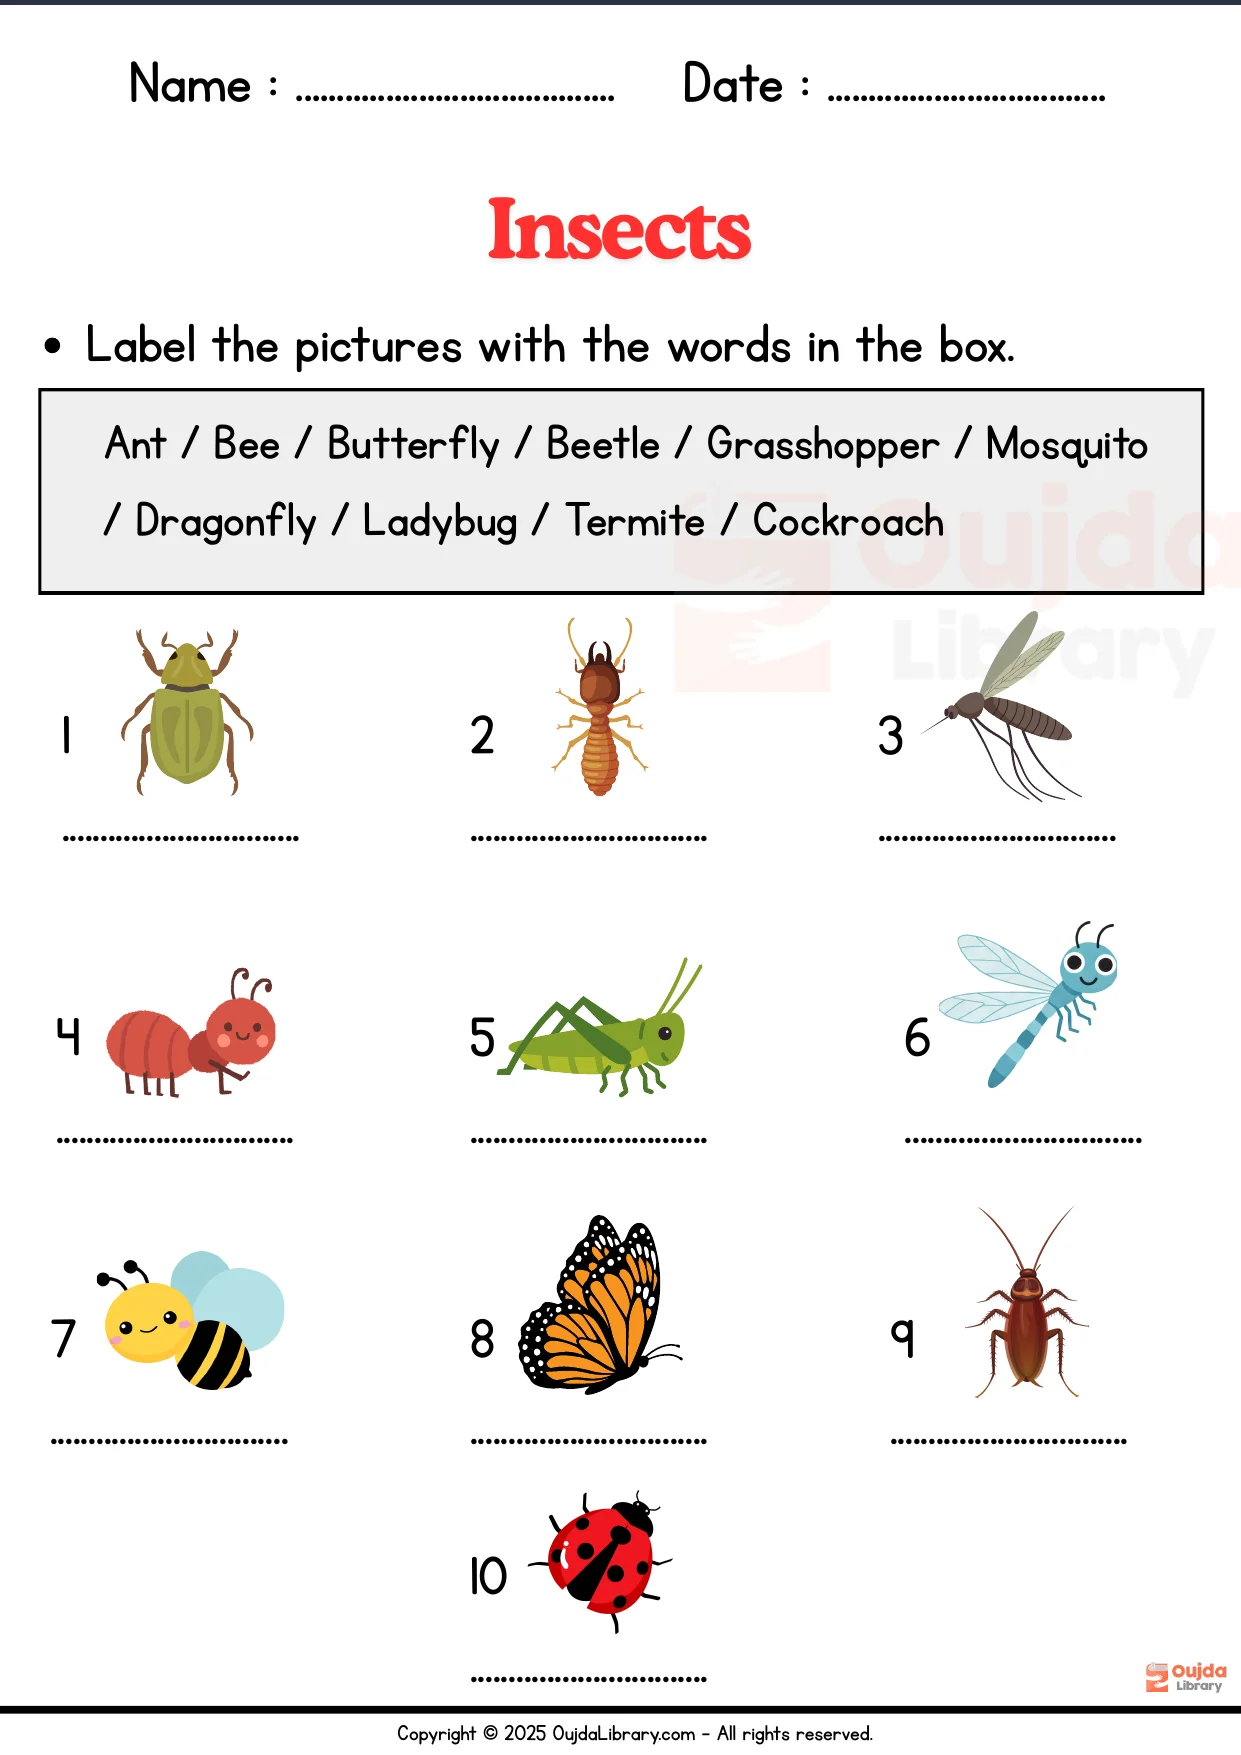 Name : ........................................ Date : ...................................
Insects
• Label the pictures with the words in the box.
Ant / Bee / Butterfly / Beetle / Grasshopper / Mosquito
/ Dragonfly / Ladybug / Termite / Cockroach
Oujda
Library
1 2 3
.............................. .............................. ..............................
4 5 6
.............................. .............................. ..............................
7 8 9
.............................. .............................. ..............................
10
..............................
Oujda
Library
Copyright © 2025 OujdaLibrary.com - All rights reserved.